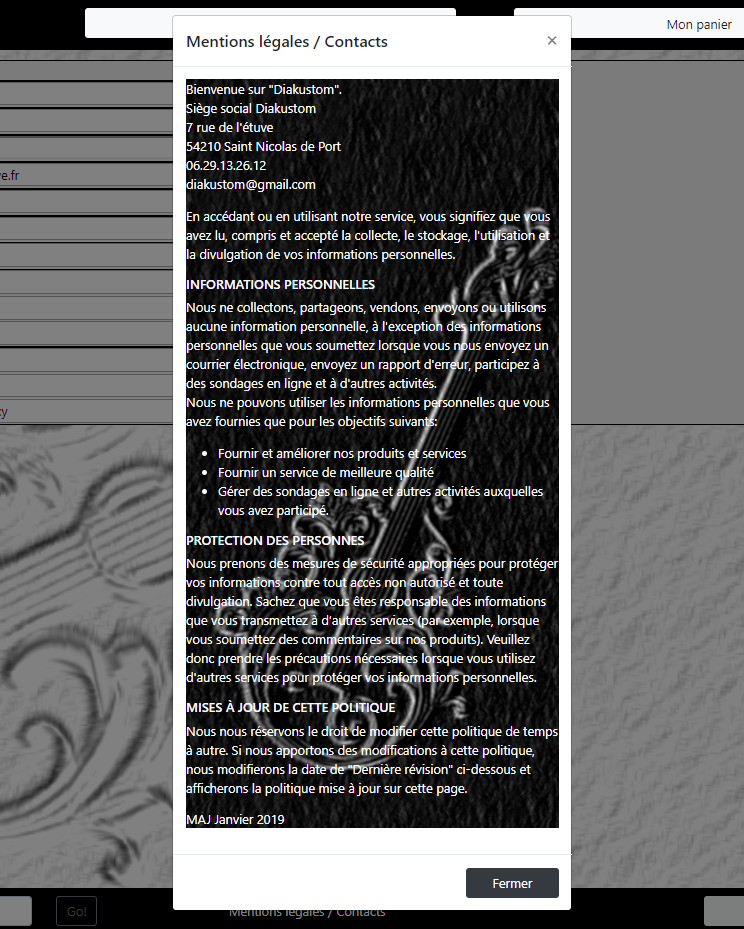 Mon panier
Mentions légales / Contacts
×
Bienvenue sur "Diakustom".
Siège social Diakustom
7 rue de l'étuve
54210 Saint Nicolas de Port
06.29.13.26.12
diakustom@gmail.com
En accédant ou en utilisant notre service, vous signifiez que vous
avez lu, compris et accepté la collecte, le stockage, l'utilisation et
la divulgation de vos informations personnelles.
INFORMATIONS PERSONNELLES
Nous ne collectons, partageons, vendons, envoyons ou utilisons
aucune information personnelle, à l'exception des informations
personnelles que vous soumettez lorsque vous nous envoyez un
courrier électronique, envoyez un rapport d'erreur, participez à
des sondages en ligne et à d'autres activités.
Nous ne pouvons utiliser les informations personnelles que vous
avez fournies que pour les objectifs suivants:
• Fournir et améliorer nos produits et services
• Fournir un service de meilleure qualité
• Gérer des sondages en ligne et autres activités auxquelles
vous avez participé.
PROTECTION DES PERSONNES
Nous prenons des mesures de sécurité appropriées pour protéger
vos informations contre tout accès non autorisé et toute
divulgation. Sachez que vous êtes responsable des informations
que vous transmettez à d'autres services (par exemple, lorsque
vous soumettez des commentaires sur nos produits). Veuillez
donc prendre les précautions nécessaires lorsque vous utilisez
d'autres services pour protéger vos informations personnelles.
MISES À JOUR DE CETTE POLITIQUE
Nous nous réservons le droit de modifier cette politique de temps
à autre. Si nous apportons des modifications à cette politique,
nous modifierons la date de "Dernière révision" ci-dessous et
afficherons la politique mise à jour sur cette page.
MAJ Janvier 2019
Fermer
Go!
Mentions légales / Contacts